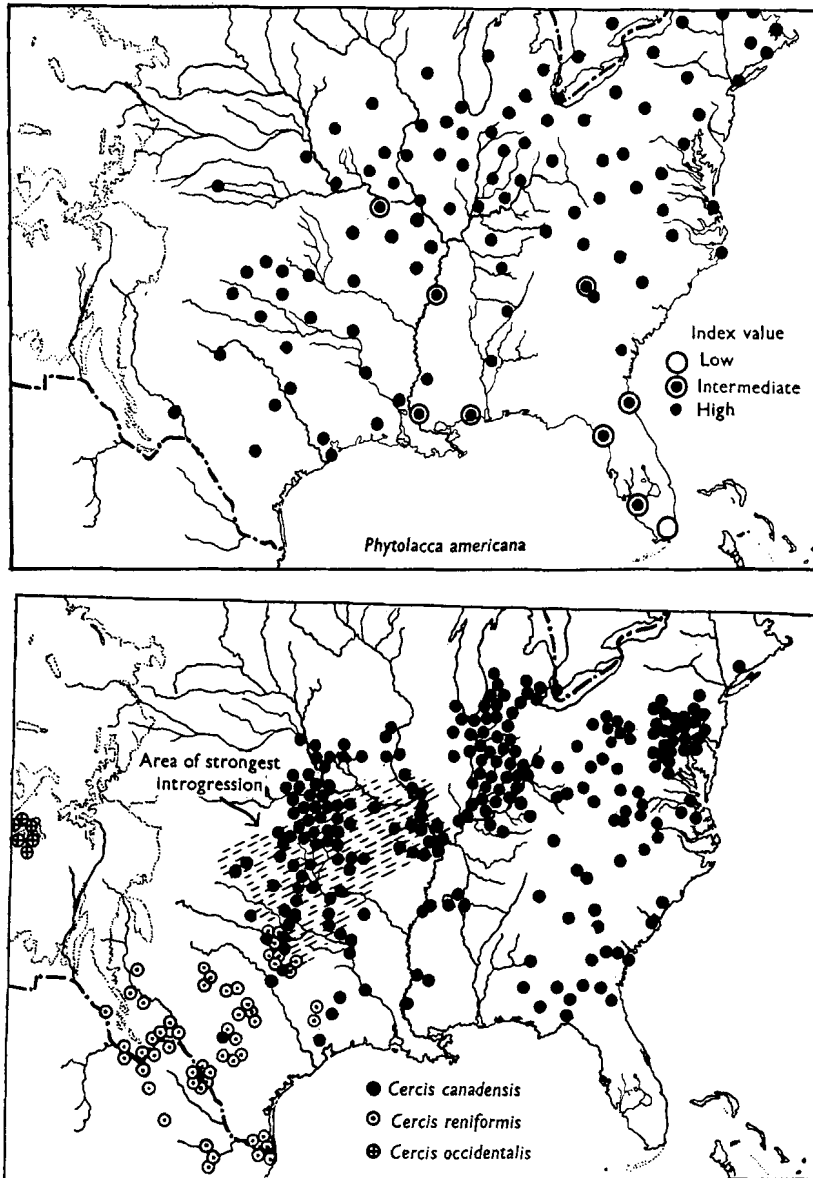 Index value
Low
Intermediate
High
Phytolacca americana
Area of strongest
introgression
Cercis canadensis
Cercis reniformis
Cercis occidentalis